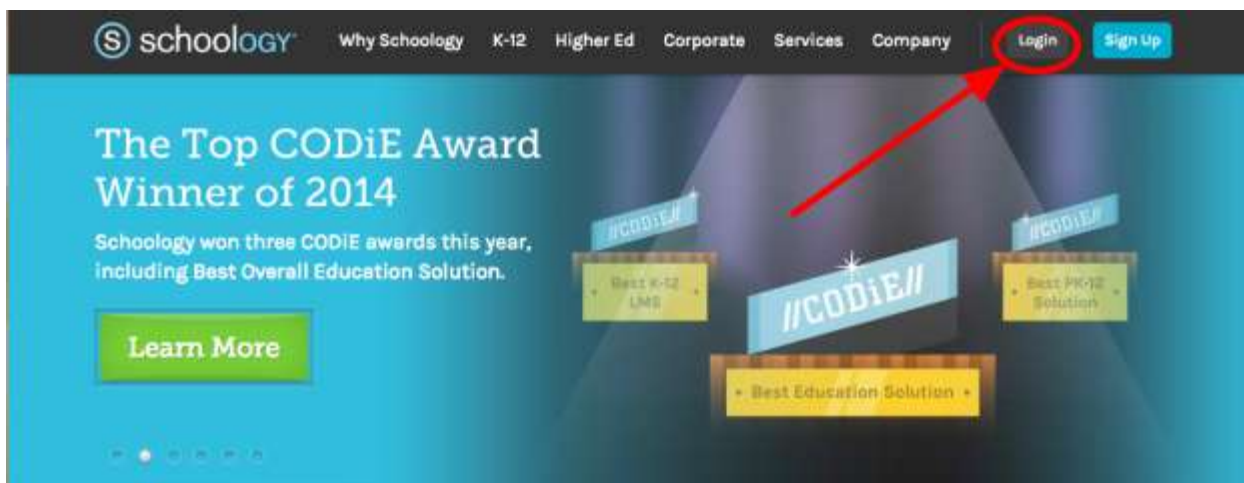 S schoology Why Schoology K-12 Higher Ed Corporate Services Company Login Sign Up
The Top CODiE Award
Winner of 2014
Schoology won three CODiE awards this year,
including Best Overall Education Solution.
Learn More
//CODiE//
Best K-12
LMS
//CODiE//
Best Education Solution
//CODiE//
Best PK-12
Solution